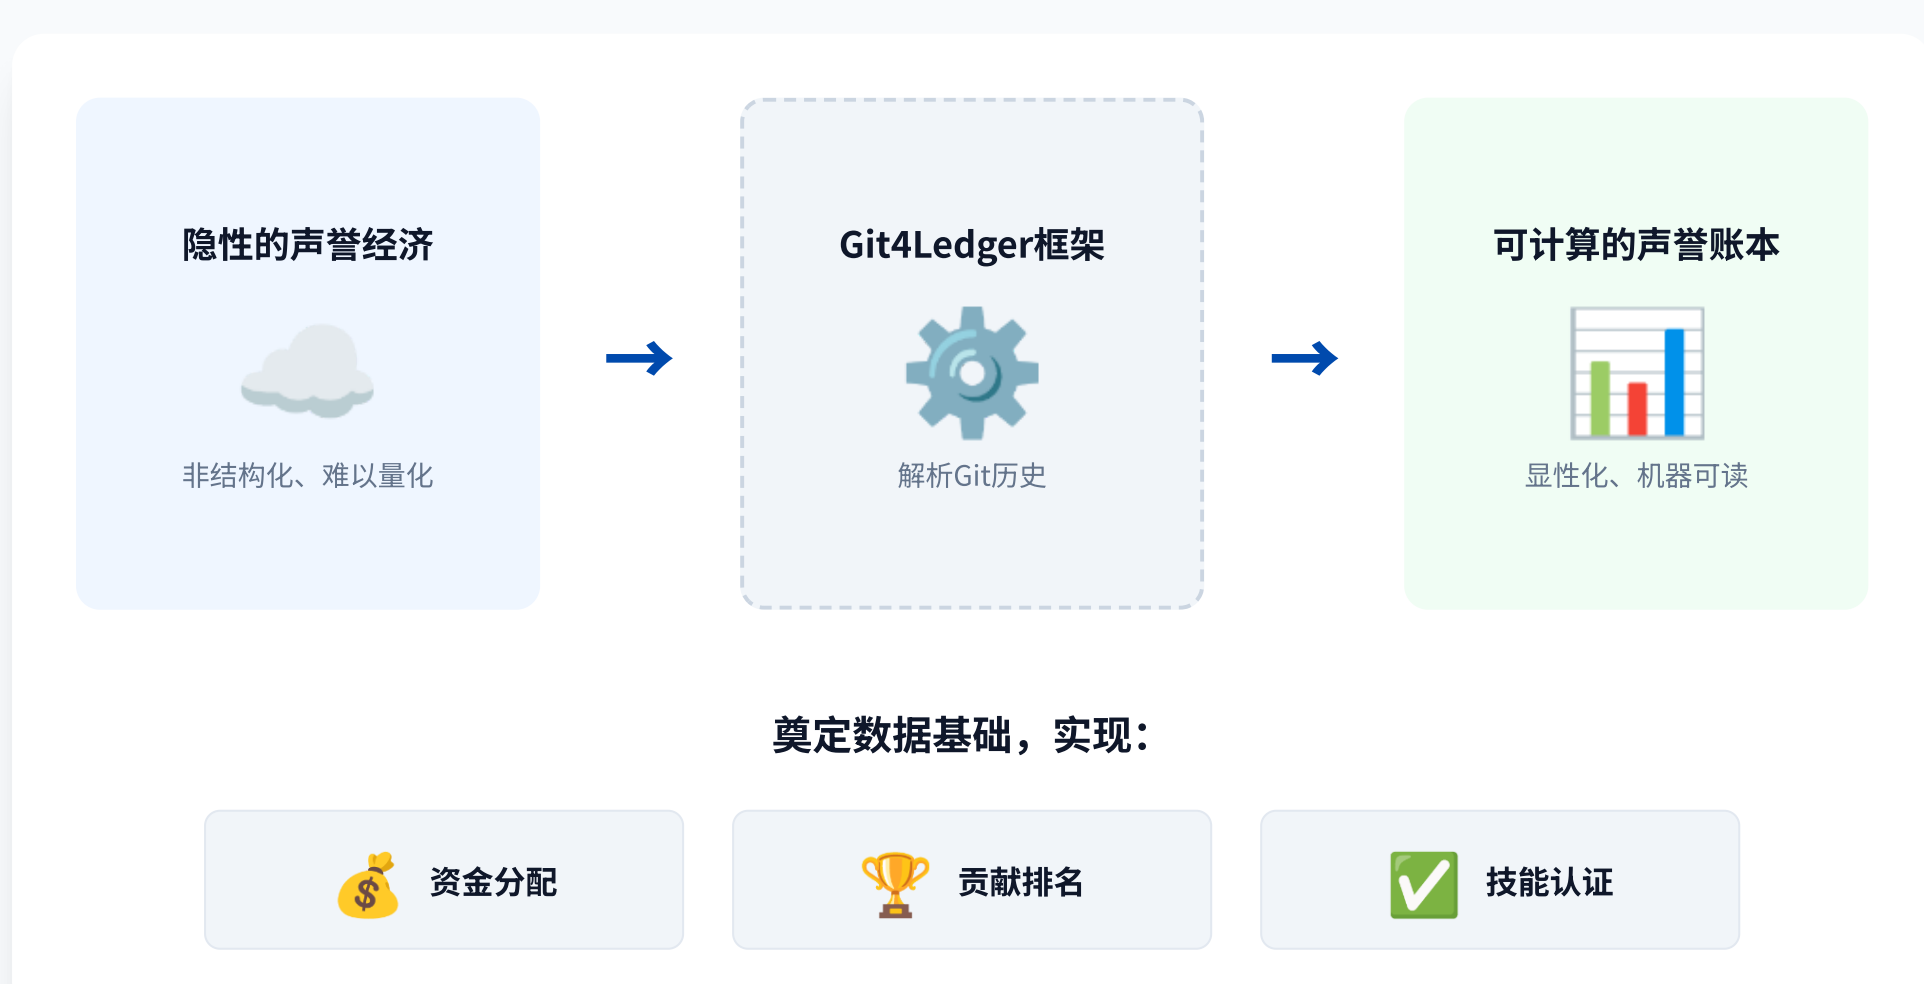 隐性的声誉经济
非结构化、难以量化
→
Git4Ledger框架
解析Git历史
→
可计算的声誉账本
显性化、机器可读
奠定数据基础，实现：
资金分配
贡献排名
技能认证